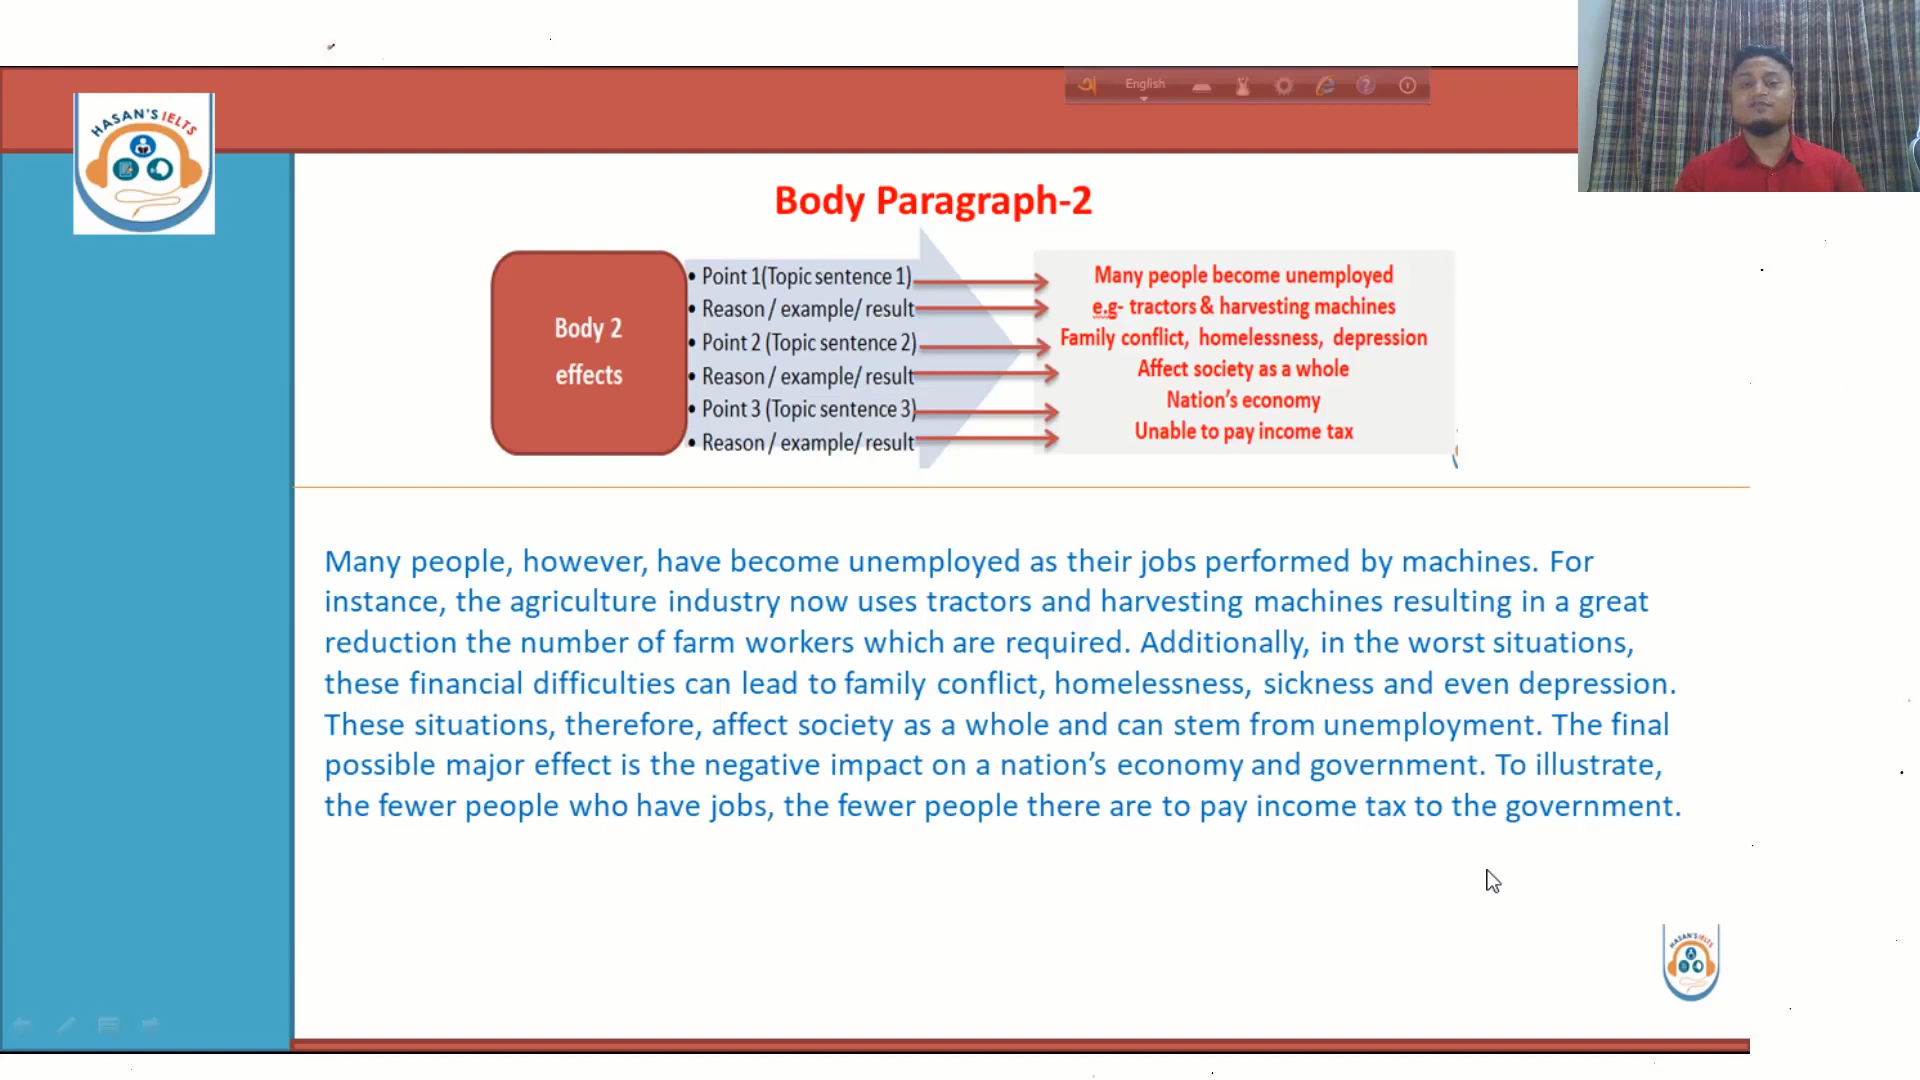 English
HASAN'S IELTS
Body Paragraph-2
Body 2
effects
• Point 1(Topic sentence 1)
• Reason / example/ result
• Point 2 (Topic sentence 2)
• Reason / example/ result
• Point 3 (Topic sentence 3)
• Reason / example/ result
Many people become unemployed
e.g- tractors & harvesting machines
Family conflict, homelessness, depression
Affect society as a whole
Nation's economy
Unable to pay income tax
Many people, however, have become unemployed as their jobs performed by machines. For
instance, the agriculture industry now uses tractors and harvesting machines resulting in a great
reduction the number of farm workers which are required. Additionally, in the worst situations,
these financial difficulties can lead to family conflict, homelessness, sickness and even depression.
These situations, therefore, affect society as a whole and can stem from unemployment. The final
possible major effect is the negative impact on a nation's economy and government. To illustrate,
the fewer people who have jobs, the fewer people there are to pay income tax to the government.
HASAN'S IELTS